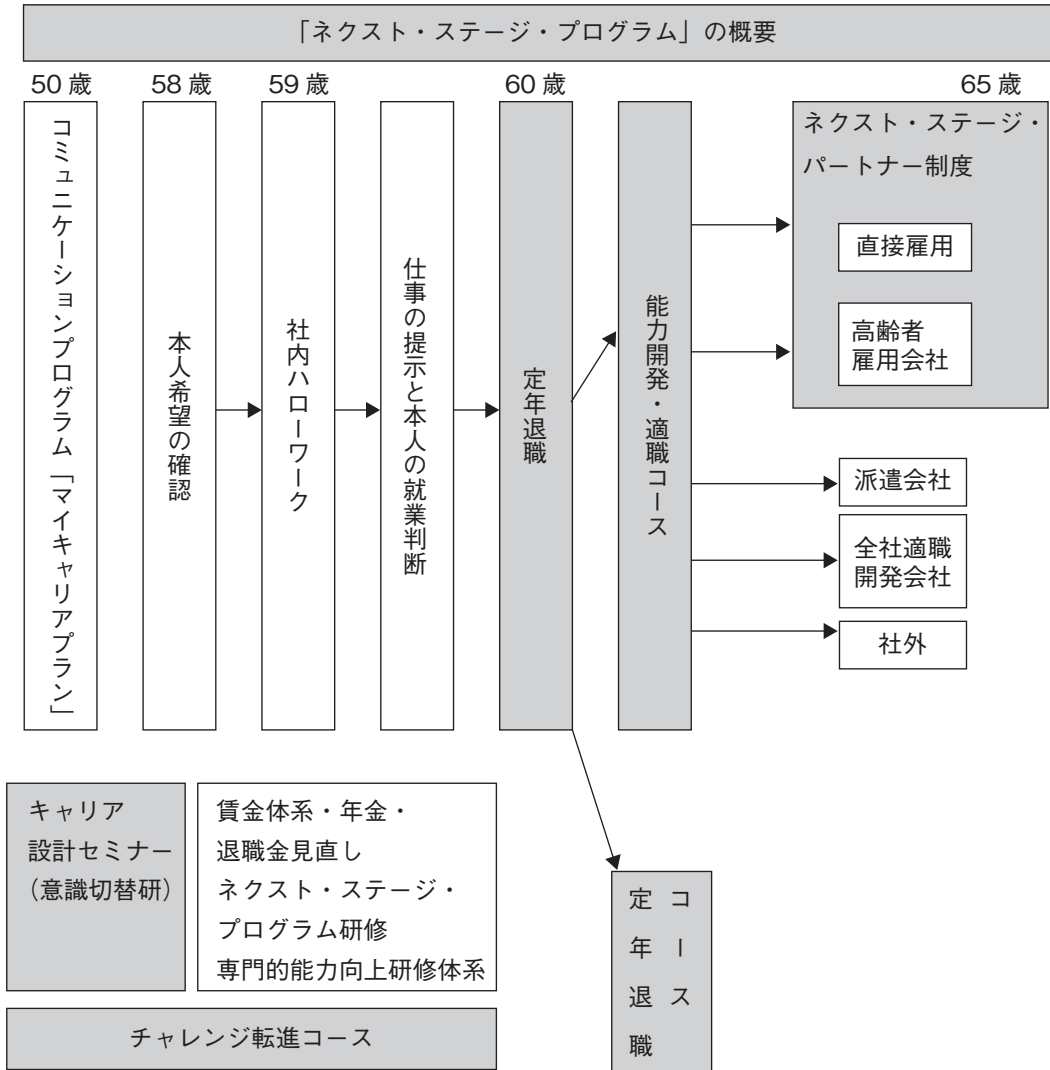 「ネクスト・ステージ・プログラム」の概要
50歳
58歳
59歳
60歳
65歳
コミュニケーションプログラム「マイキャリアプラン」
本人希望の確認
社内ハローワーク
仕事の提示と本人の就業判断
定年退職
能力開発・適職コース
ネクスト・ステージ・
パートナー制度
直接雇用
高齢者
雇用会社
派遣会社
全社適職
開発会社
社外
キャリア
設計セミナー
(意識切替研)
賃金体系・年金・
退職金見直し
ネクスト・ステージ・
プログラム研修
専門的能力向上研修体系
チャレンジ転進コース
コース
定年退職